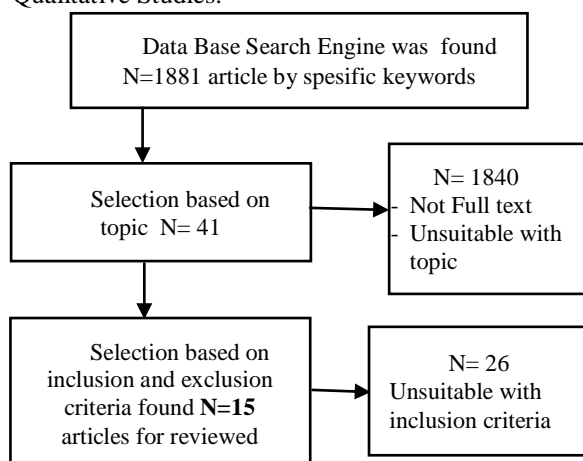 Qualitative Studies.
Data Base Search Engine was found
N=1881 article by spesific keywords
Selection based on
topic N= 41
N= 1840
- Not Full text
- Unsuitable with
topic
Selection based on
inclusion and exclusion
criteria found N=15
articles for reviewed
N= 26
Unsuitable with
inclusion criteria